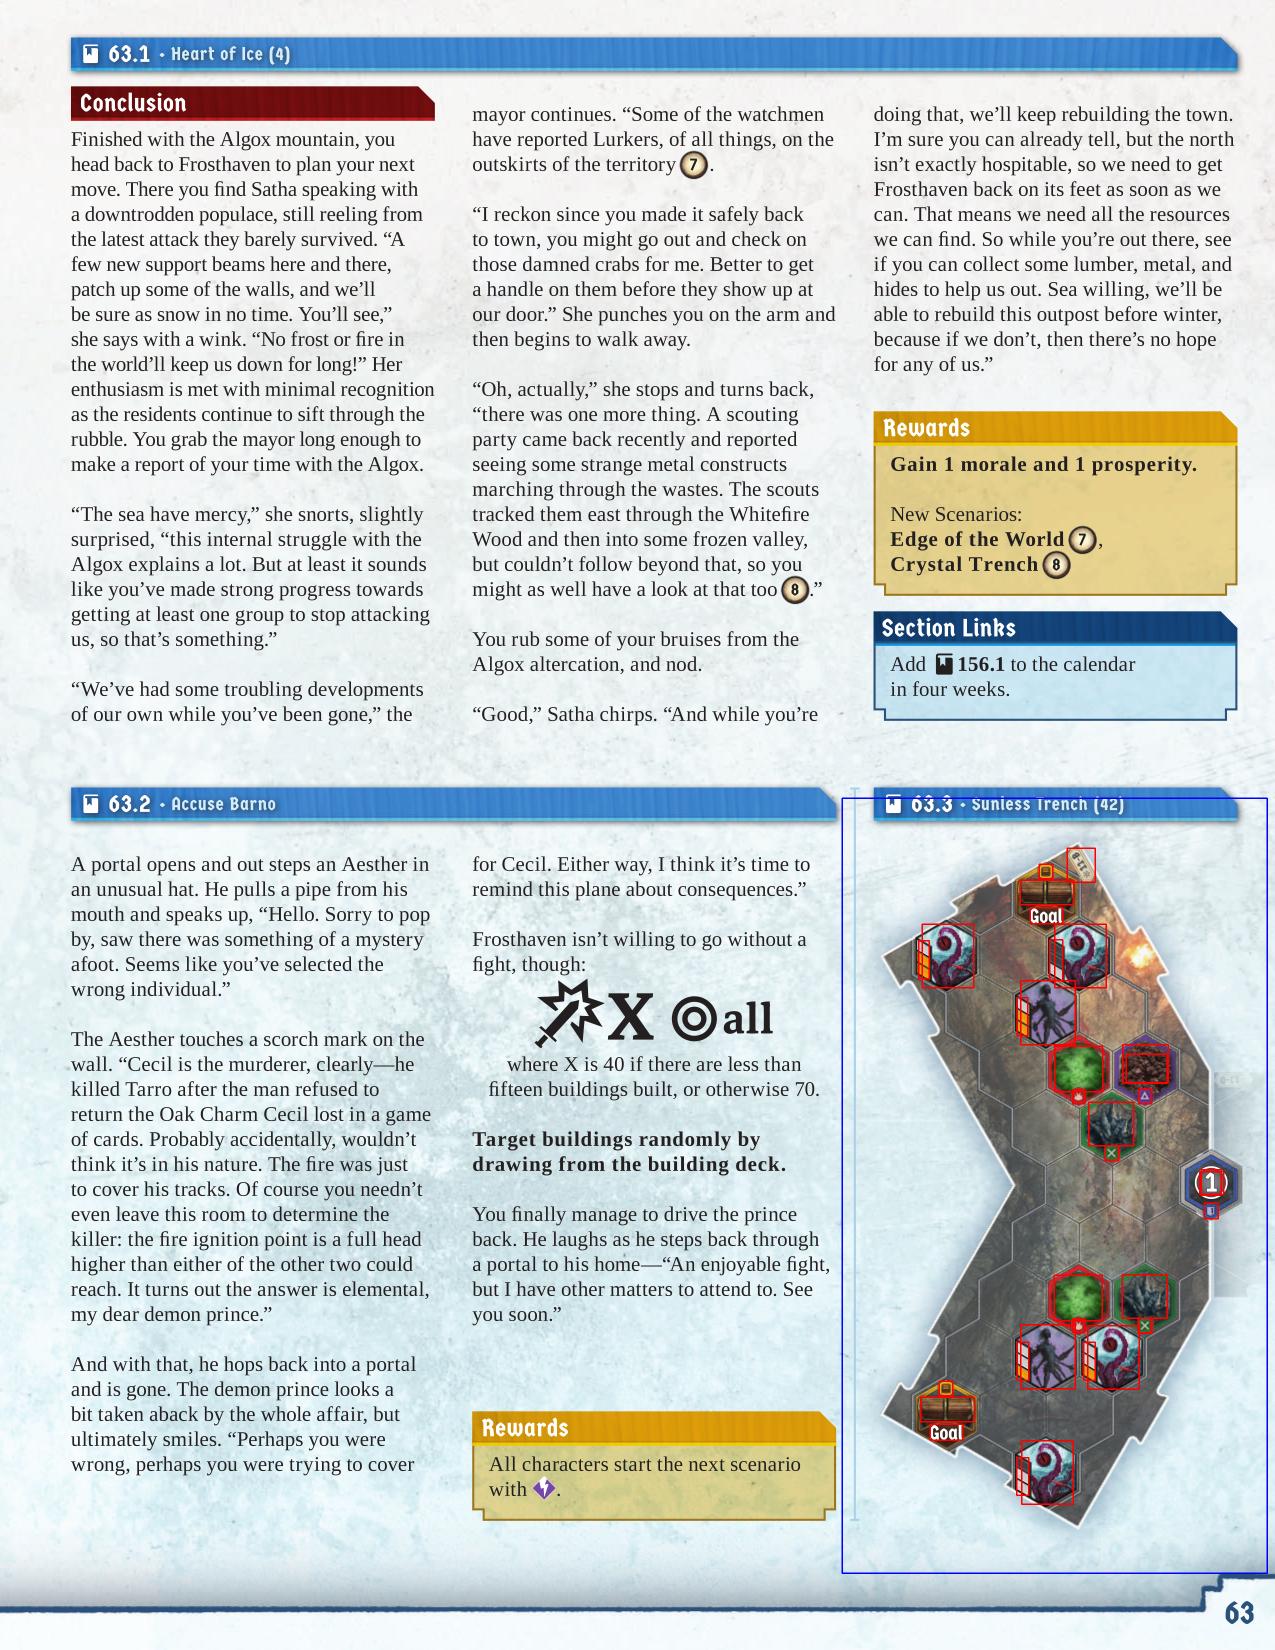 63.1 • Heart of Ice (4)
Conclusion
Finished with the Algox mountain, you
head back to Frosthaven to plan your next
move. There you find Satha speaking with
a downtrodden populace, still reeling from
the latest attack they barely survived. “A
few new support beams here and there,
patch up some of the walls, and we’ll
be sure as snow in no time. You’ll see,”
she says with a wink. “No frost or fire in
the world’ll keep us down for long!” Her
enthusiasm is met with minimal recognition
as the residents continue to sift through the
rubble. You grab the mayor long enough to
make a report of your time with the Algox.
“The sea have mercy,” she snorts, slightly
surprised, “this internal struggle with the
Algox explains a lot. But at least it sounds
like you’ve made strong progress towards
getting at least one group to stop attacking
us, so that’s something.”
“We’ve had some troubling developments
of our own while you’ve been gone,” the
mayor continues. “Some of the watchmen
have reported Lurkers, of all things, on the
outskirts of the territory 7.
“I reckon since you made it safely back
to town, you might go out and check on
those damned crabs for me. Better to get
a handle on them before they show up at
our door.” She punches you on the arm and
then begins to walk away.
“Oh, actually,” she stops and turns back,
“there was one more thing. A scouting
party came back recently and reported
seeing some strange metal constructs
marching through the wastes. The scouts
tracked them east through the Whitefire
Wood and then into some frozen valley,
but couldn’t follow beyond that, so you
might as well have a look at that too 8.”
You rub some of your bruises from the
Algox altercation, and nod.
“Good,” Satha chirps. “And while you’re
doing that, we’ll keep rebuilding the town.
I’m sure you can already tell, but the north
isn’t exactly hospitable, so we need to get
Frosthaven back on its feet as soon as we
can. That means we need all the resources
we can find. So while you’re out there, see
if you can collect some lumber, metal, and
hides to help us out. Sea willing, we’ll be
able to rebuild this outpost before winter,
because if we don’t, then there’s no hope
for any of us.”
Rewards
Gain 1 morale and 1 prosperity.
New Scenarios:
Edge of the World 7,
Crystal Trench 8
Section Links
Add 156.1 to the calendar
in four weeks.
63.2 • Accuse Barno
A portal opens and out steps an Aesther in
an unusual hat. He pulls a pipe from his
mouth and speaks up, “Hello. Sorry to pop
by, saw there was something of a mystery
afoot. Seems like you’ve selected the
wrong individual.”
The Aesther touches a scorch mark on the
wall. “Cecil is the murderer, clearly—he
killed Tarro after the man refused to
return the Oak Charm Cecil lost in a game
of cards. Probably accidentally, wouldn’t
think it’s in his nature. The fire was just
to cover his tracks. Of course you needn’t
even leave this room to determine the
killer: the fire ignition point is a full head
higher than either of the other two could
reach. It turns out the answer is elemental,
my dear demon prince.”
And with that, he hops back into a portal
and is gone. The demon prince looks a
bit taken aback by the whole affair, but
ultimately smiles. “Perhaps you were
wrong, perhaps you were trying to cover
for Cecil. Either way, I think it’s time to
remind this plane about consequences.”
Frosthaven isn’t willing to go without a
fight, though:
X all
where X is 40 if there are less than
fifteen buildings built, or otherwise 70.
Target buildings randomly by
drawing from the building deck.
You finally manage to drive the prince
back. He laughs as he steps back through
a portal to his home—“An enjoyable fight,
but I have other matters to attend to. See
you soon.”
Rewards
All characters start the next scenario
with .
63.3 • Sunless Trench (42)
Goal
1
Goal
63